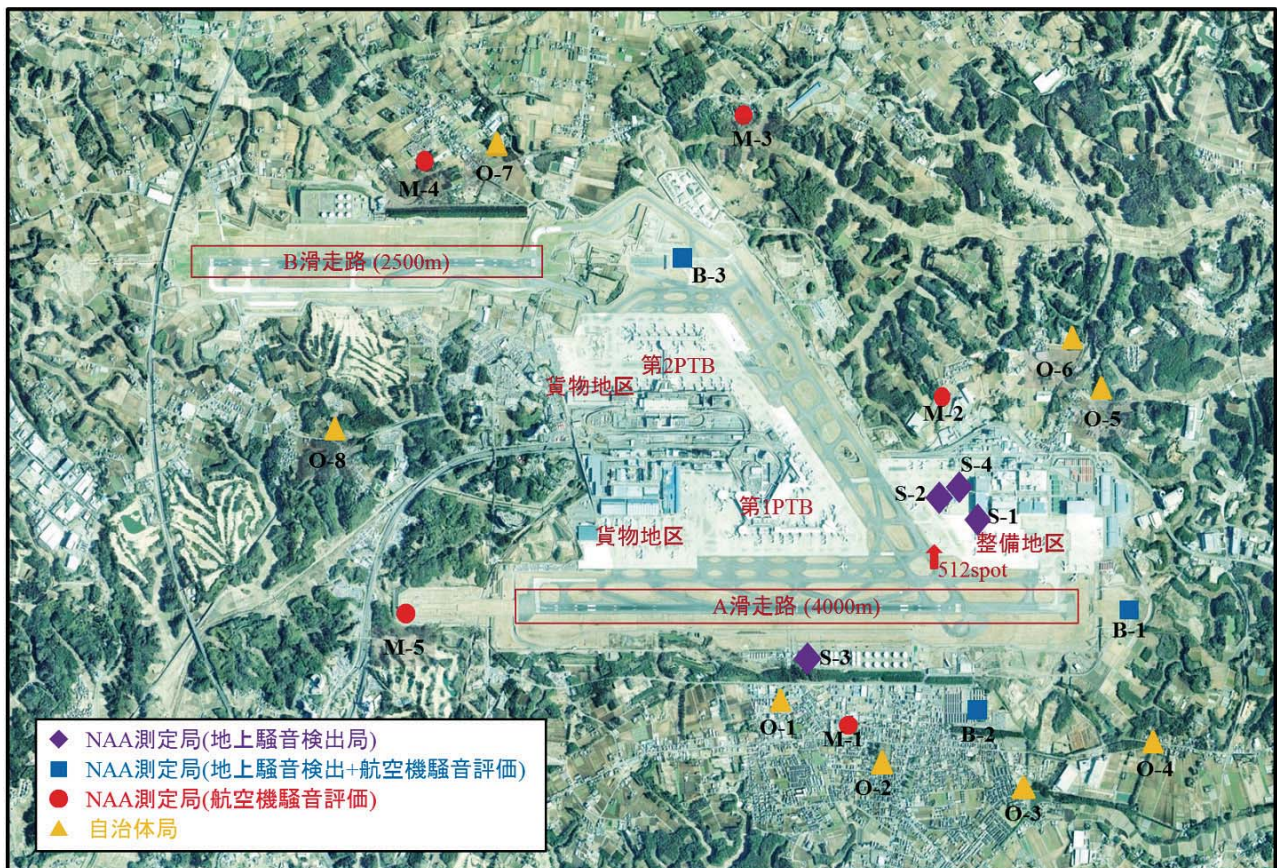 M-3
M-4
O-7
B滑走路 (2500m)
B-3
第2PTB
貨物地区
O-6
M-2
O-5
O-8
S-4
S-2
S-1
第1PTB
貨物地区
整備地区
512spot
A滑走路 (4000m)
B-1
M-5
S-3
O-1
M-1
B-2
O-4
O-2
O-3
NAA測定局(地上騒音検出局)
NAA測定局(地上騒音検出+航空機騒音評価)
NAA測定局(航空機騒音評価)
自治体局